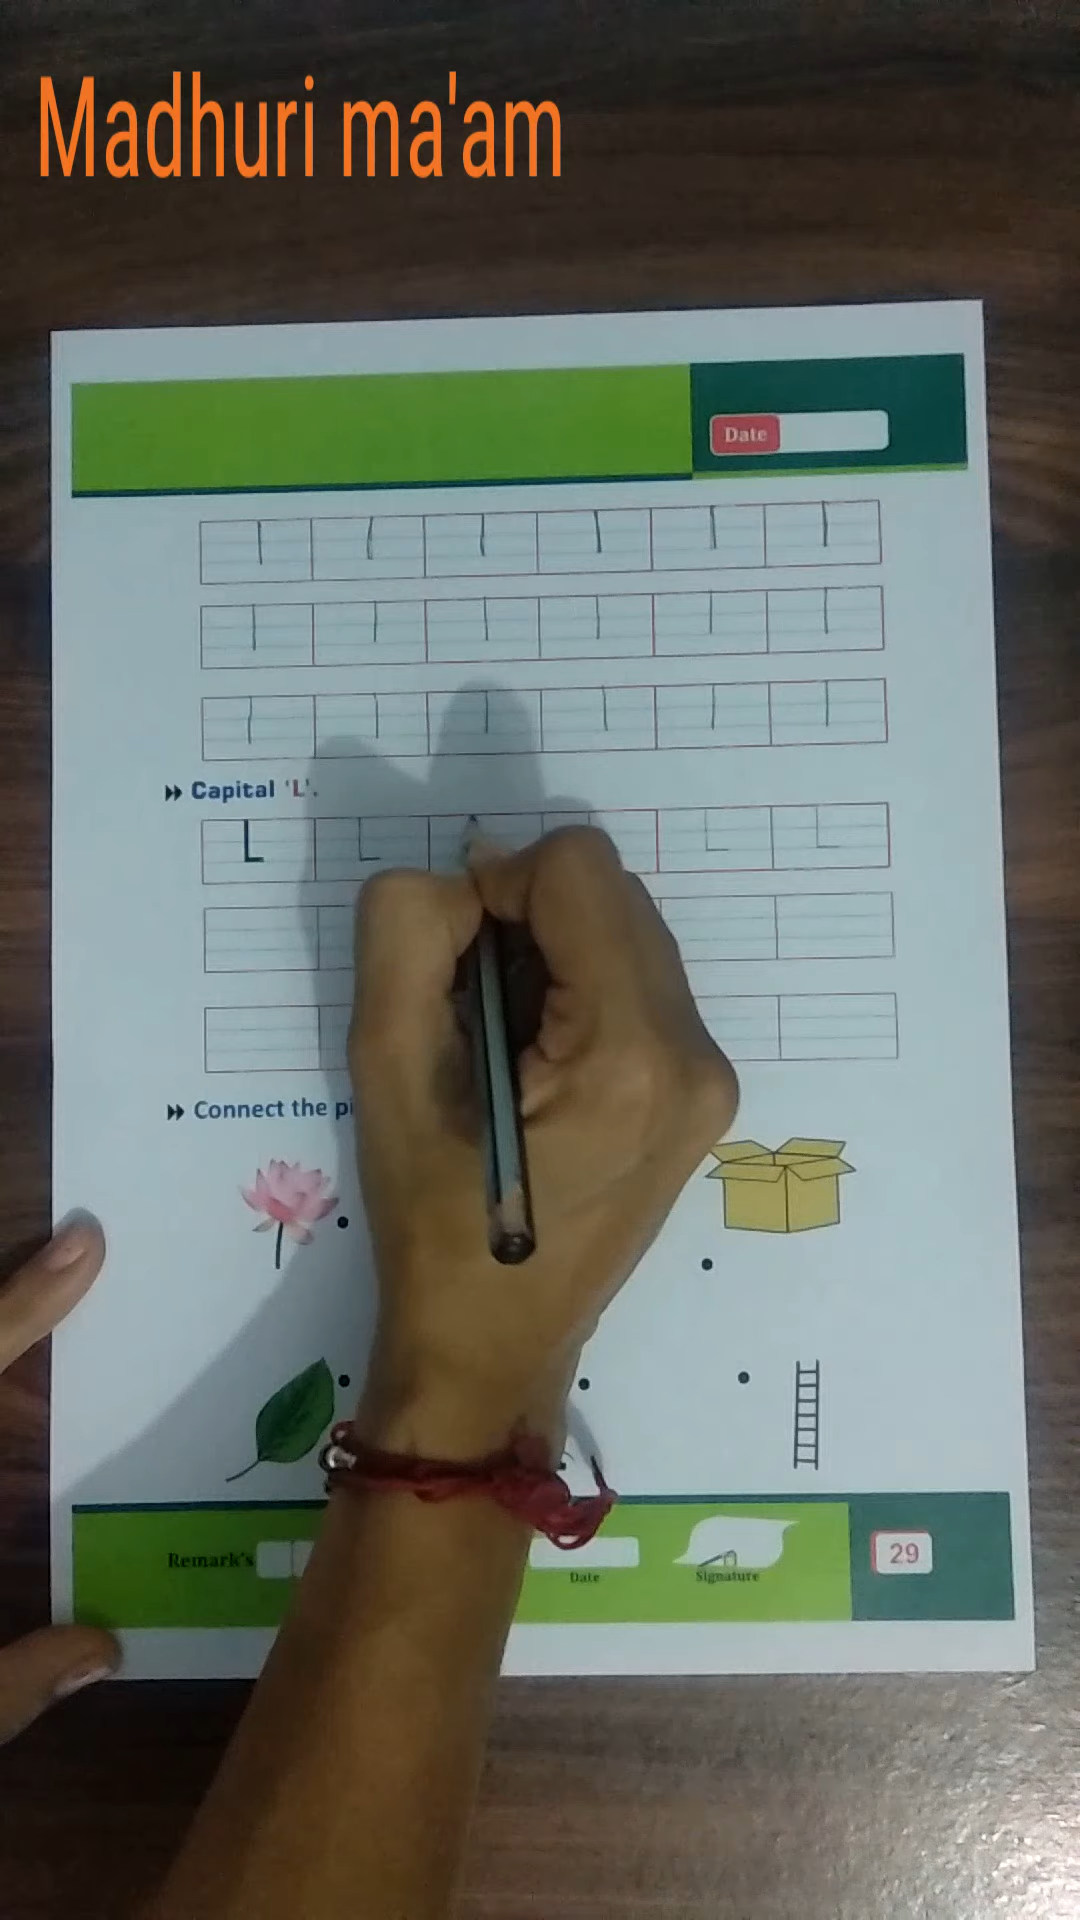 Madhuri ma'am
Date
l l l l l l
l l l l l l
l l l l l l
Capital 'L'.
L L L L
Connect the
Remark's
Date
Signature
29